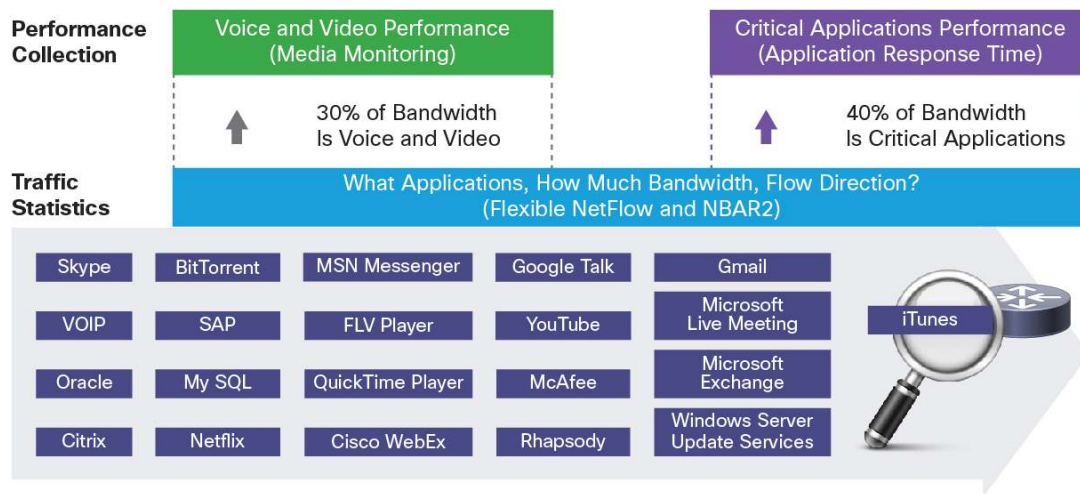 Performance
Collection
Voice and Video Performance
(Media Monitoring)
Critical Applications Performance
(Application Response Time)
30% of Bandwidth
Is Voice and Video
40% of Bandwidth
Is Critical Applications
Traffic
Statistics
What Applications, How Much Bandwidth, Flow Direction?
(Flexible NetFlow and NBAR2)
Skype
BitTorrent
MSN Messenger
Google Talk
Gmail
VOIP
SAP
FLV Player
YouTube
Microsoft
Live Meeting
iTunes
Oracle
My SQL
QuickTime Player
McAfee
Microsoft
Exchange
Citrix
Netflix
Cisco WebEx
Rhapsody
Windows Server
Update Services